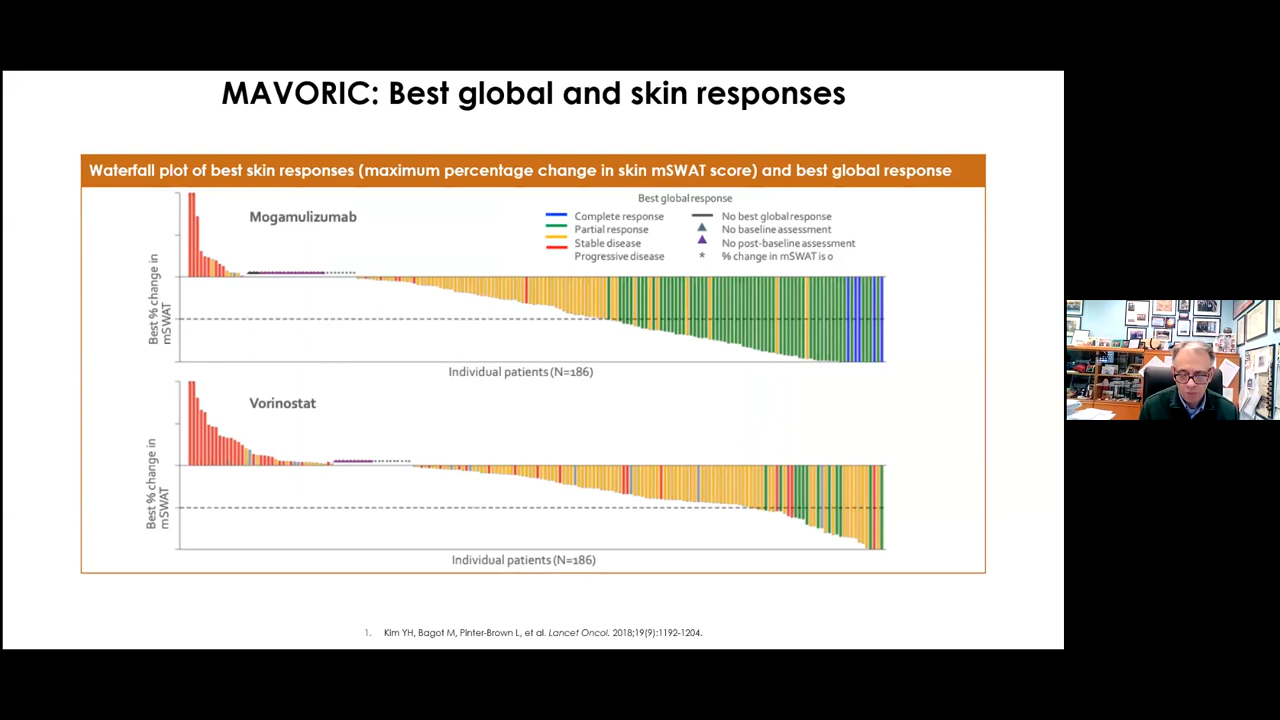 MAVORIC: Best global and skin responses
Waterfall plot of best skin responses (maximum percentage change in skin mSWAT score) and best global response
Best global response
Mogamulizumab
Complete response
No best global response
Partial response
No baseline assessment
Stable disease
No post-baseline assessment
Progressive disease
* % change in mSWAT is 0
Best % change in
mSWAT
Individual patients (N=186)
Vorinostat
Best % change in
mSWAT
Individual patients (N=186)
1. Kim YH, Bagot M, Pinter-Brown L, et al. Lancet Oncol. 2018;19(9):1192-1204.